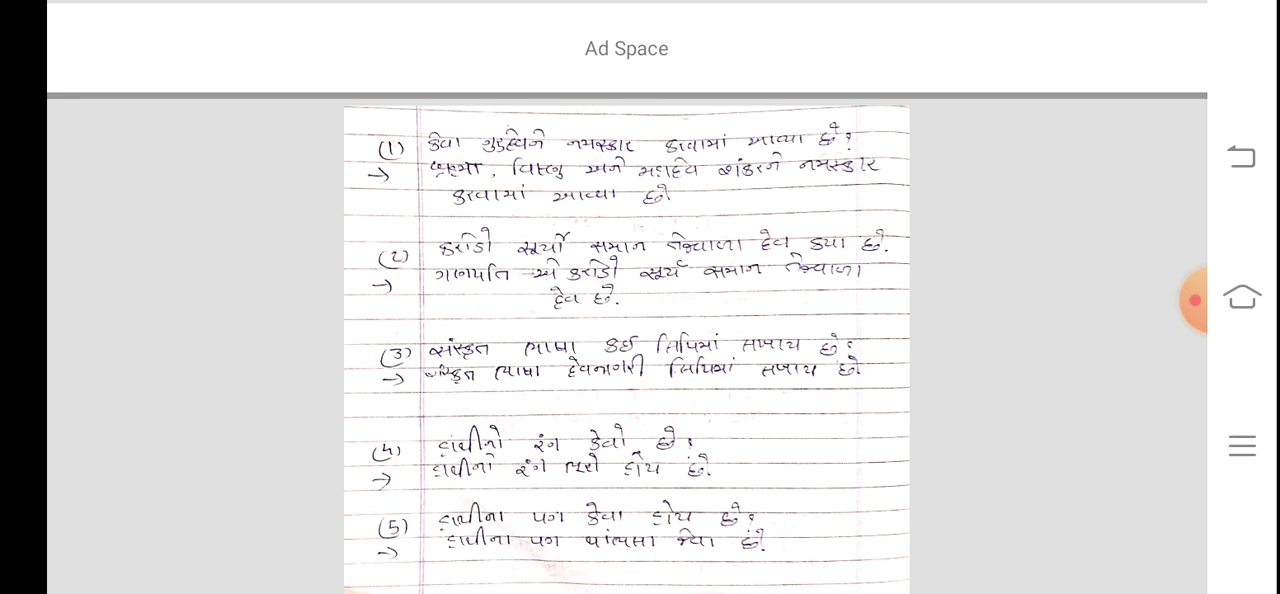 Ad Space
(1) કેવા ગુરુદેવને નમસ્કાર કરવામાં આવ્યા છે?
→ બ્રહ્મા, વિષ્ણુ અને મહાદેવ શંકરને નમસ્કાર
કરવામાં આવ્યા છે.
(2) કરોડો સૂર્યો સમાન તેજવાળા દેવ કયા છે.
→ ગણપતિ એ કરોડો સૂર્ય સમાન તેજવાળા
દેવ છે.
(3) સંસ્કૃત ભાષા કઈ લિપિમાં લખાય છે?
→ સંસ્કૃત ભાષા દેવનાગરી લિપિમાં લખાય છે.
(4) હાથીનો રંગ કેવો છે?
→ હાથીનો રંગ ભૂરો હોય છે.
(5) હાથીના પગ કેવા હોય છે?
→ હાથીના પગ થાંભલા જેવા છે.